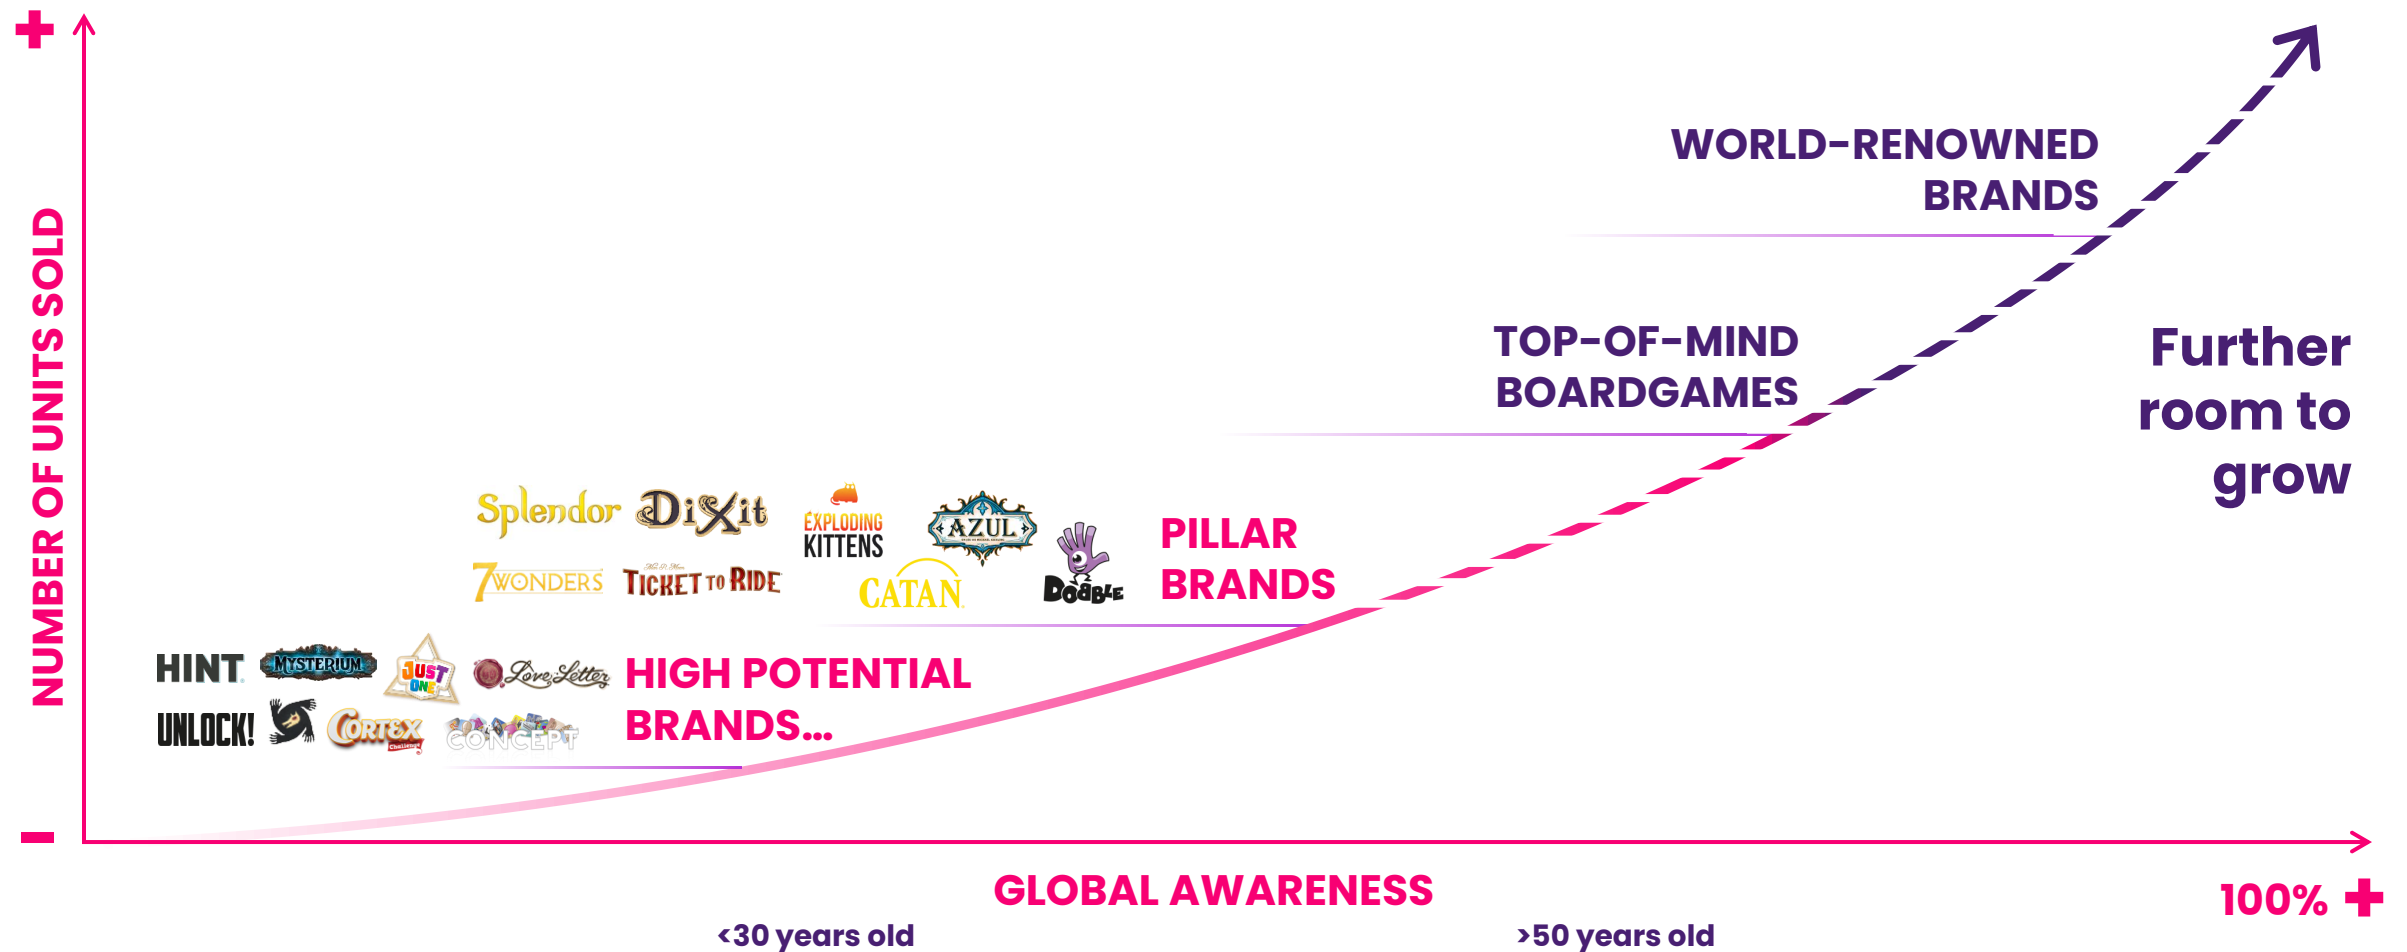 NUMBER OF UNITS SOLD
WORLD-RENOWNED
BRANDS
TOP-OF-MIND
BOARDGAMES
Further
room to
grow
Splendor
DiXit
EXPLODING
KITTENS
AZUL
7 WONDERS
TICKET TO RIDE
CATAN
DOBBLE
PILLAR
BRANDS
HINT
MYSTERIUM
JUST
ONE
Love Letter
UNLOCK!
CORTEX
Challenge
CONCEPT
HIGH POTENTIAL
BRANDS...
GLOBAL AWARENESS
100%
<30 years old
>50 years old